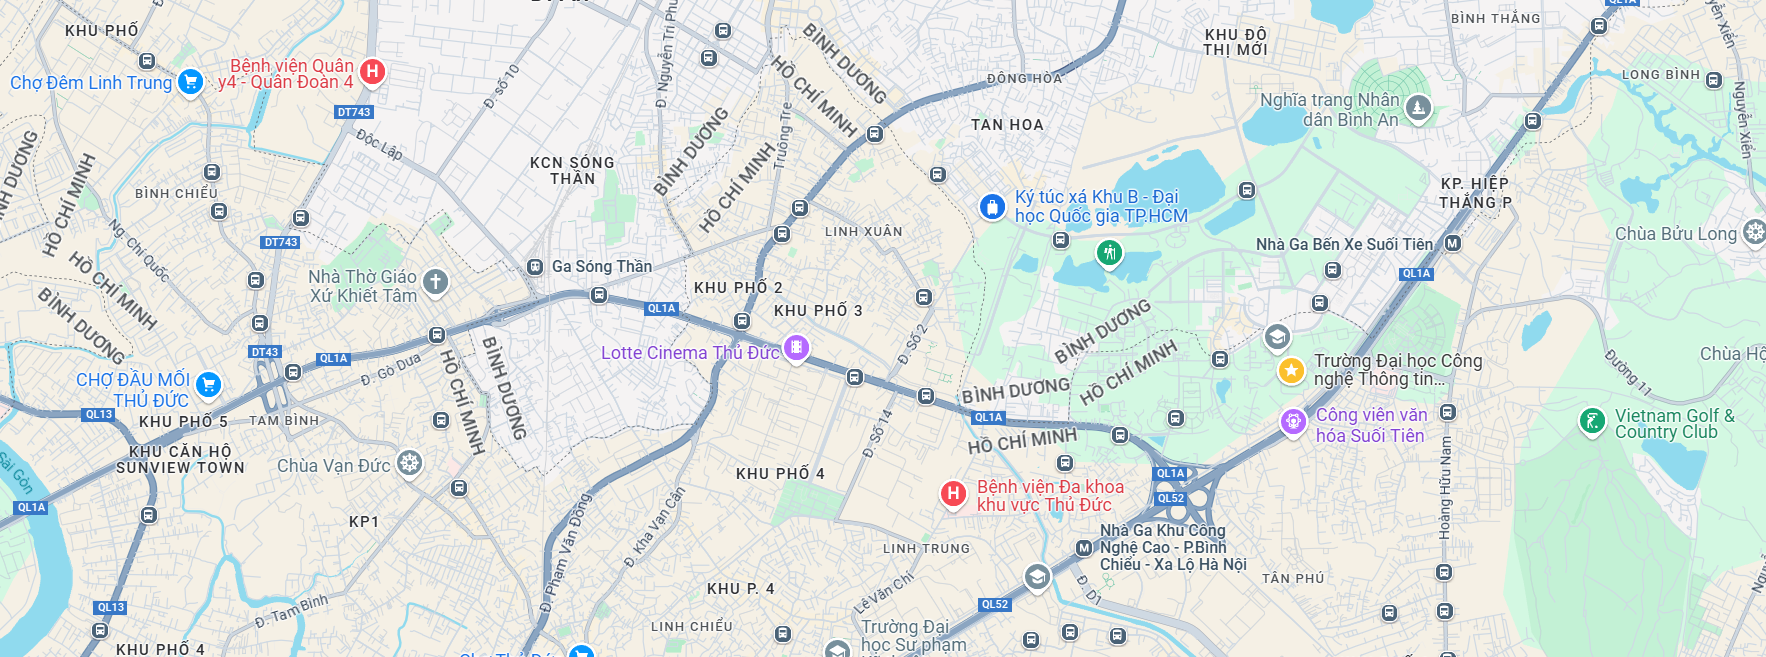 KHU PHỐ
Chợ Đêm Linh Trung
Bệnh viện Quân
y4 - Quân Đoàn 4
DT743
Độc Lập
Đ. số 10
Đ. Nguyễn Tri Phu
BÌNH DƯƠNG
HỒ CHÍ MINH
BÌNH DƯƠNG
HỒ CHÍ MINH
Truông Tre
ĐÔNG HÒA
TAN HOA
KHU ĐÔ
THỊ MỚI
BÌNH THẮNG
QL1A
Nguyễn Xiển
LONG BÌNH
Nguyễn Xiển
Nghĩa trang Nhân
dân Bình An
KCN SÓNG
THẦN
BÌNH CHIỂU
HỒ CHÍ MINH
NH DƯƠNG
Ng. Chí Quốc
DT743
HỒ CHÍ MINH
BÌNH DƯƠNG
Nhà Thờ Giáo
Xứ Khiết Tâm
Ga Sóng Thần
LINH XUÂN
Ký túc xá Khu B - Đại
học Quốc gia TP.HCM
KP. HIỆP
THẮNG P
Nhà Ga Bến Xe Suối Tiên
QL1A
Chùa Bửu Long
KHU PHỐ 2
KHU PHỐ 3
QL1A
Lotte Cinema Thủ Đức
Đ. Số 2
BÌNH DƯƠNG
HỒ CHÍ MINH
DT43
QL1A
Đ. Gò Dưa
CHỢ ĐẦU MỐI
THỦ ĐỨC
QL13
KHU PHỐ 5
TAM BÌNH
HỒ CHÍ MINH
BÌNH DƯƠNG
BÌNH DƯƠNG
QL1A
HỒ CHÍ MINH
Trường Đại học Công
nghệ Thông tin...
Công viên văn
hóa Suối Tiên
Đường 11
Chùa Hộ
Vietnam Golf &
Country Club
KHU CĂN HỘ
SUNVIEW TOWN
Chùa Vạn Đức
Sài Gòn
QL1A
KP1
KHU PHỐ 4
Đ. Số 14
Bệnh viện Đa khoa
khu vực Thủ Đức
QL1A
QL52
Nhà Ga Khu Công
Nghệ Cao - P.Bình
Chiểu - Xa Lộ Hà Nội
Hoàng Hữu Nam
TÂN PHÚ
Đ. Phạm Văn Đồng
Đ. Kha Vạn Cân
LINH TRUNG
KHU P. 4
Lê Văn Chí
QL52
Đ. D1
QL13
Đ. Tam Bình
KHU PHỐ 4
LINH CHIỂU
Trường Đại
học Sư phạm